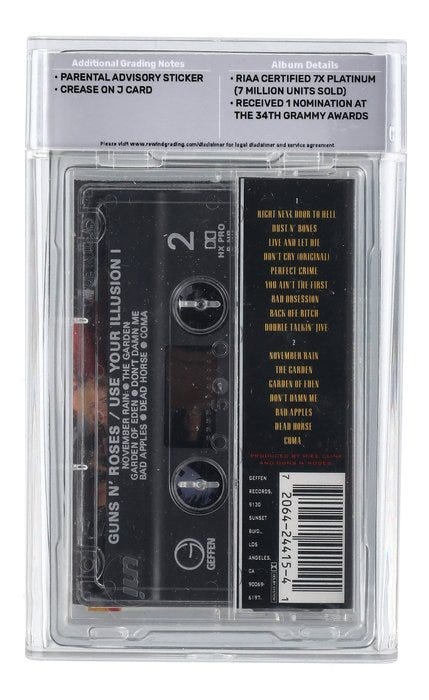 Additional Grading Notes
• PARENTAL ADVISORY STICKER
• CREASE ON J CARD
Album Details
• RIAA CERTIFIED 7X PLATINUM
(7 MILLION UNITS SOLD)
• RECEIVED 1 NOMINATION AT
THE 34TH GRAMMY AWARDS
Please visit www.rewindgrading.com/disclaimer for legal disclaimer and service agreement
GUNS N' ROSES / USE YOUR ILLUSION I
NOVEMBER RAIN ● THE GARDEN
GARDEN OF EDEN ● DON'T DAMN ME
BAD APPLES ● DEAD HORSE ● COMA
2
HX PRO
B NR
GEFFEN
1
RIGHT NEXT DOOR TO HELL
DUST N' BONES
LIVE AND LET DIE
DON'T CRY (ORIGINAL)
PERFECT CRIME
YOU AIN'T THE FIRST
BAD OBSESSION
BACK OFF BITCH
DOUBLE TALKIN' JIVE
2
NOVEMBER RAIN
THE GARDEN
GARDEN OF EDEN
DON'T DAMN ME
BAD APPLES
DEAD HORSE
COMA
PRODUCED BY MIKE CLINK
AND GUNS N' ROSES
GEFFEN
RECORDS,
9130
SUNSET
BLVD.,
LOS
ANGELES,
CA
90069-
6197.
7 20642-4415-4 1